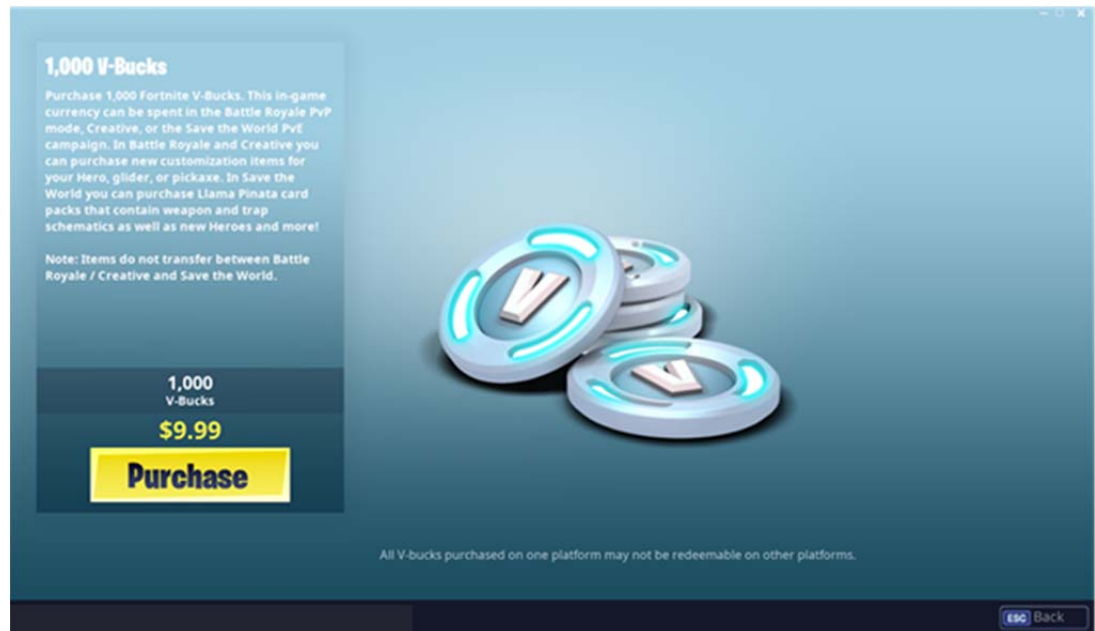 1,000 V-Bucks
Purchase 1,000 Fortnite V-Bucks. This in-game
currency can be spent in the Battle Royale PvP
mode, Creative, or the Save the World PvE
campaign. In Battle Royale and Creative you
can purchase new customization items for
your Hero, glider, or pickaxe. In Save the
World you can purchase Llama Pinata card
packs that contain weapon and trap
schematics as well as new Heroes and more!
Note: Items do not transfer between Battle
Royale / Creative and Save the World.
1,000
V-Bucks
$9.99
Purchase
V
V
All V-bucks purchased on one platform may not be redeemable on other platforms.
ESC Back